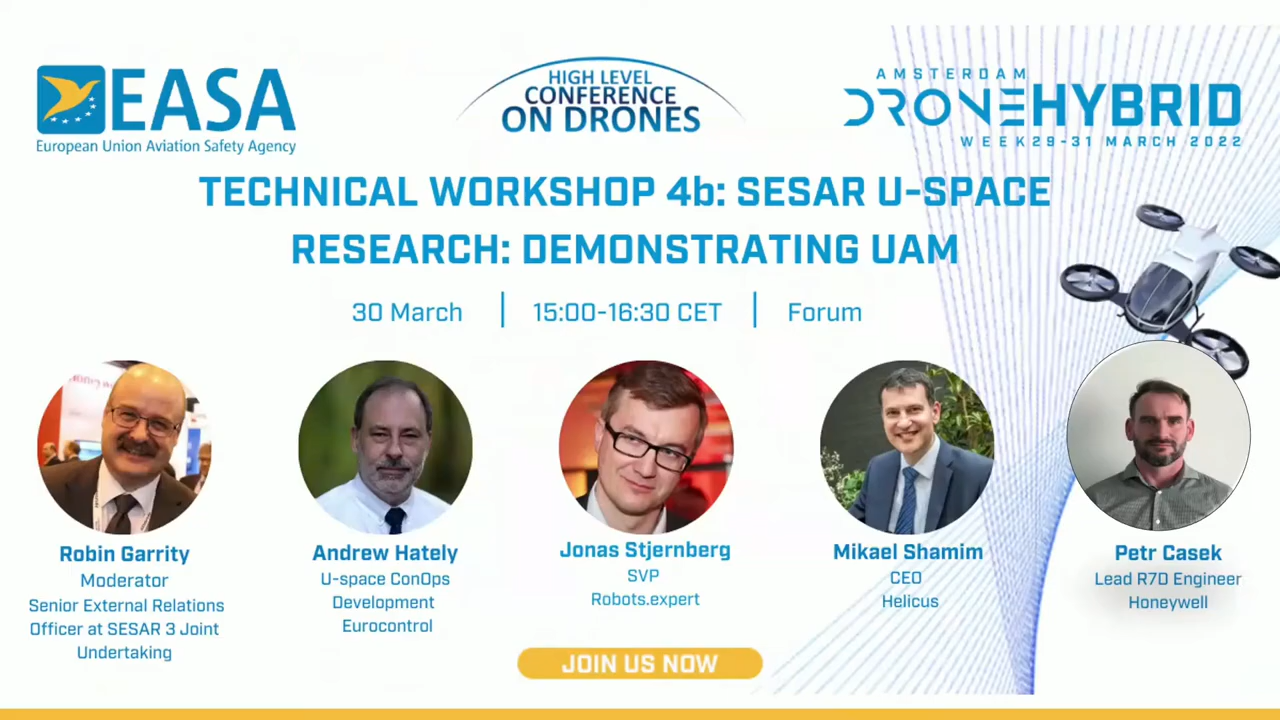 EASA
European Union Aviation Safety Agency
HIGH LEVEL
CONFERENCE
ON DRONES
AMSTERDAM
DRONEHYBRID
WEEK29-31 MARCH 2022
TECHNICAL WORKSHOP 4b: SESAR U-SPACE
RESEARCH: DEMONSTRATING UAM
30 March | 15:00-16:30 CET | Forum
Robin Garrity
Moderator
Senior External Relations
Officer at SESAR 3 Joint
Undertaking
Andrew Hately
U-space ConOps
Development
Eurocontrol
Jonas Stjernberg
SVP
Robots.expert
Mikael Shamim
CEO
Helicus
Petr Casek
Lead R7D Engineer
Honeywell
JOIN US NOW